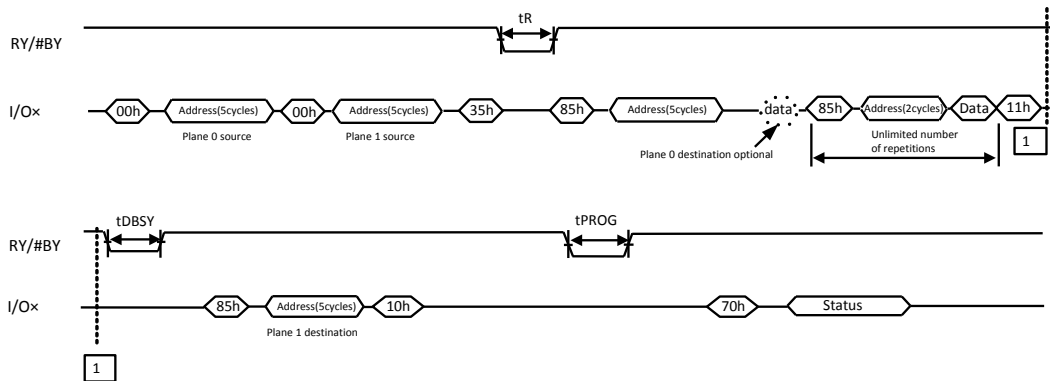 tR
RY/#BY
I/O×
00h Address(5cycles) 00h Address(5cycles) 35h 85h Address(5cycles) data 85h Address(2cycles) Data 11h
Plane 0 source
Plane 1 source
Plane 0 destination optional
Unlimited number
of repetitions
1
tDBSY
tPROG
RY/#BY
I/O×
85h Address(5cycles) 10h 70h Status
Plane 1 destination
1